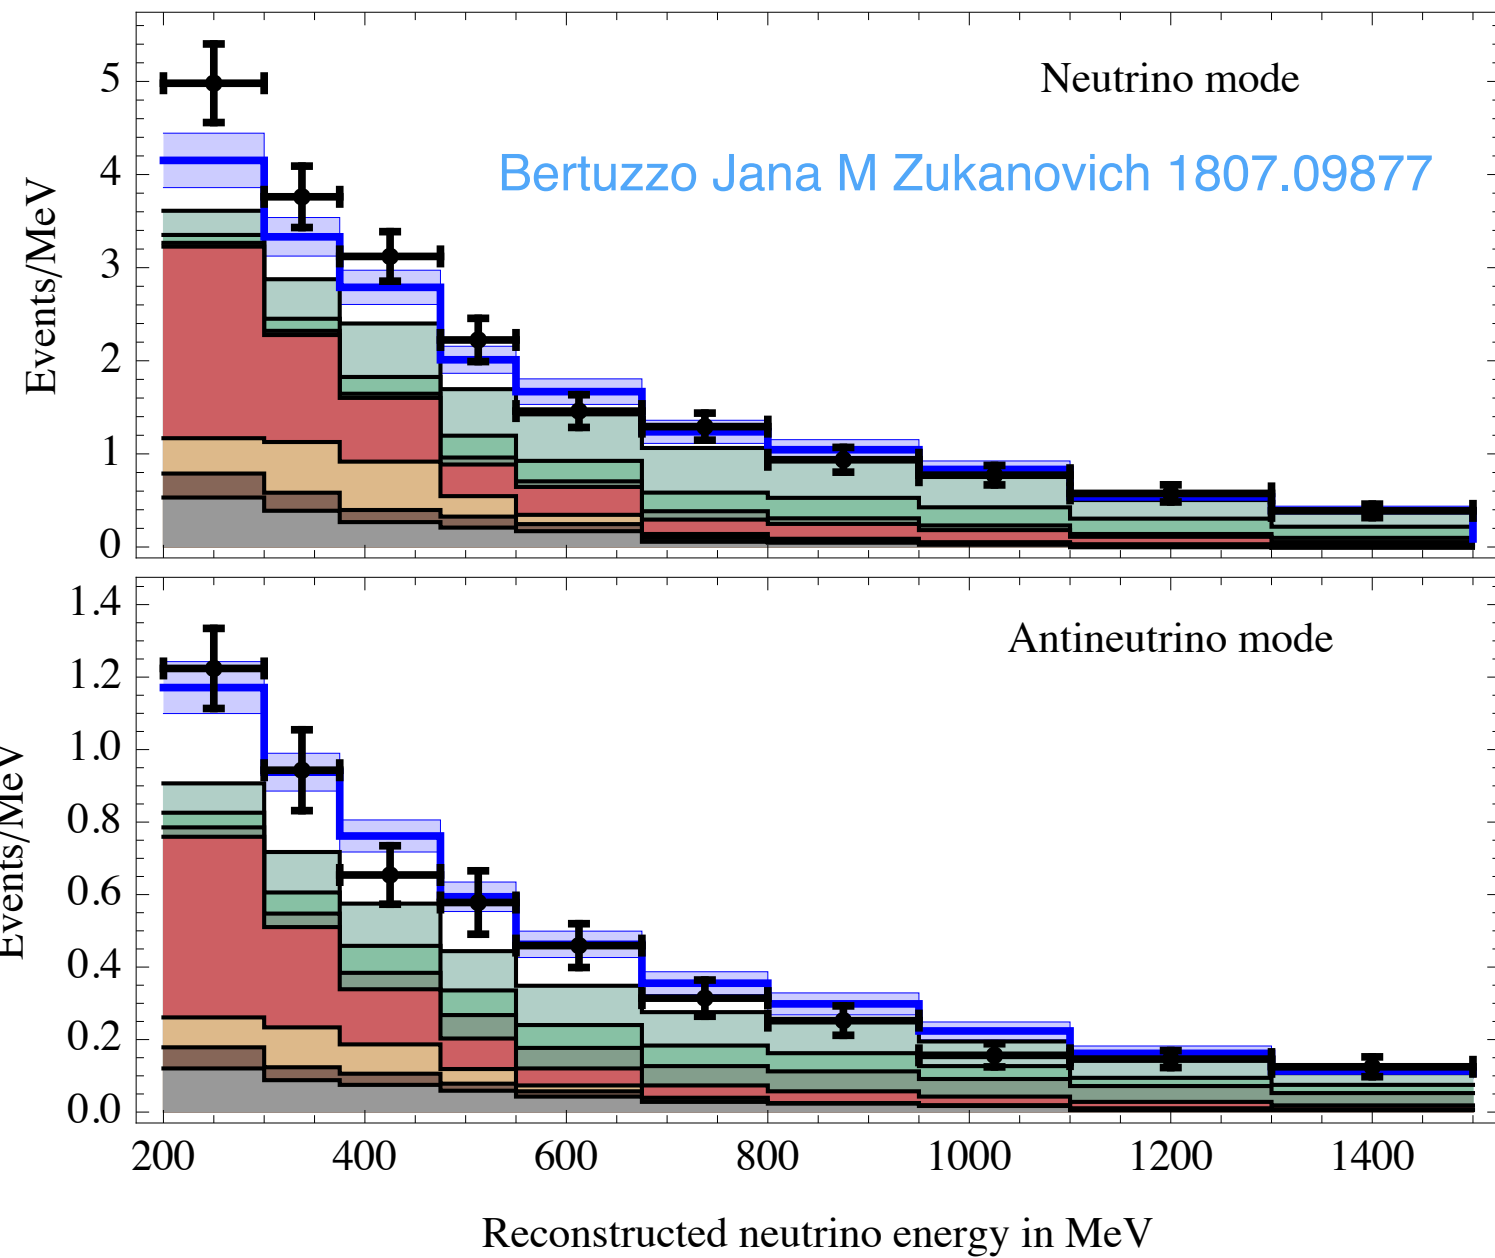 Neutrino mode
Bertuzzo Jana M Zukanovich 1807.09877
Events/MeV
5
4
3
2
1
0
Antineutrino mode
Events/MeV
1.4
1.2
1.0
0.8
0.6
0.4
0.2
0.0
200 400 600 800 1000 1200 1400
Reconstructed neutrino energy in MeV